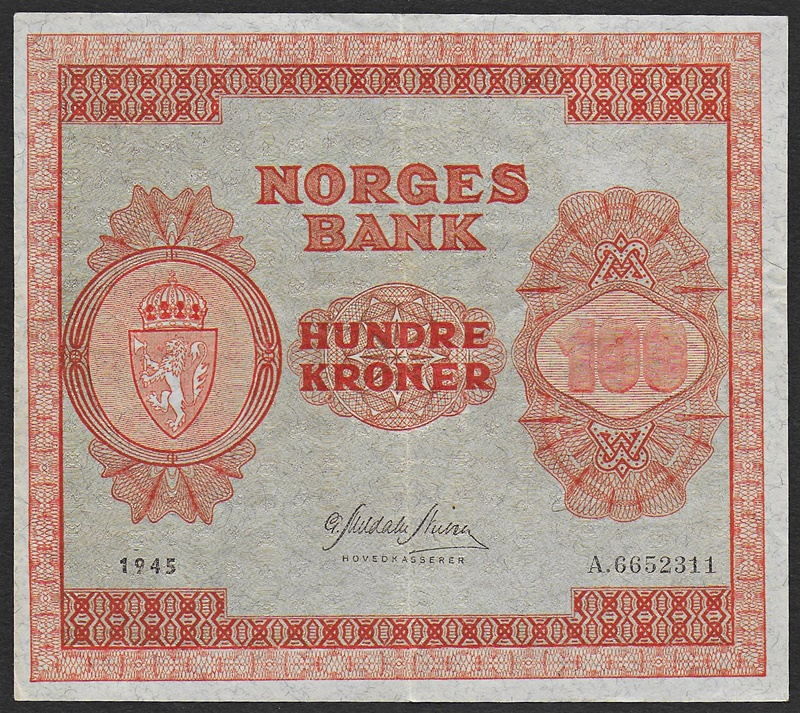 NORGES
BANK
HUNDRE
KRONER
100
1945
HOVEDKASSERER
A.6652311